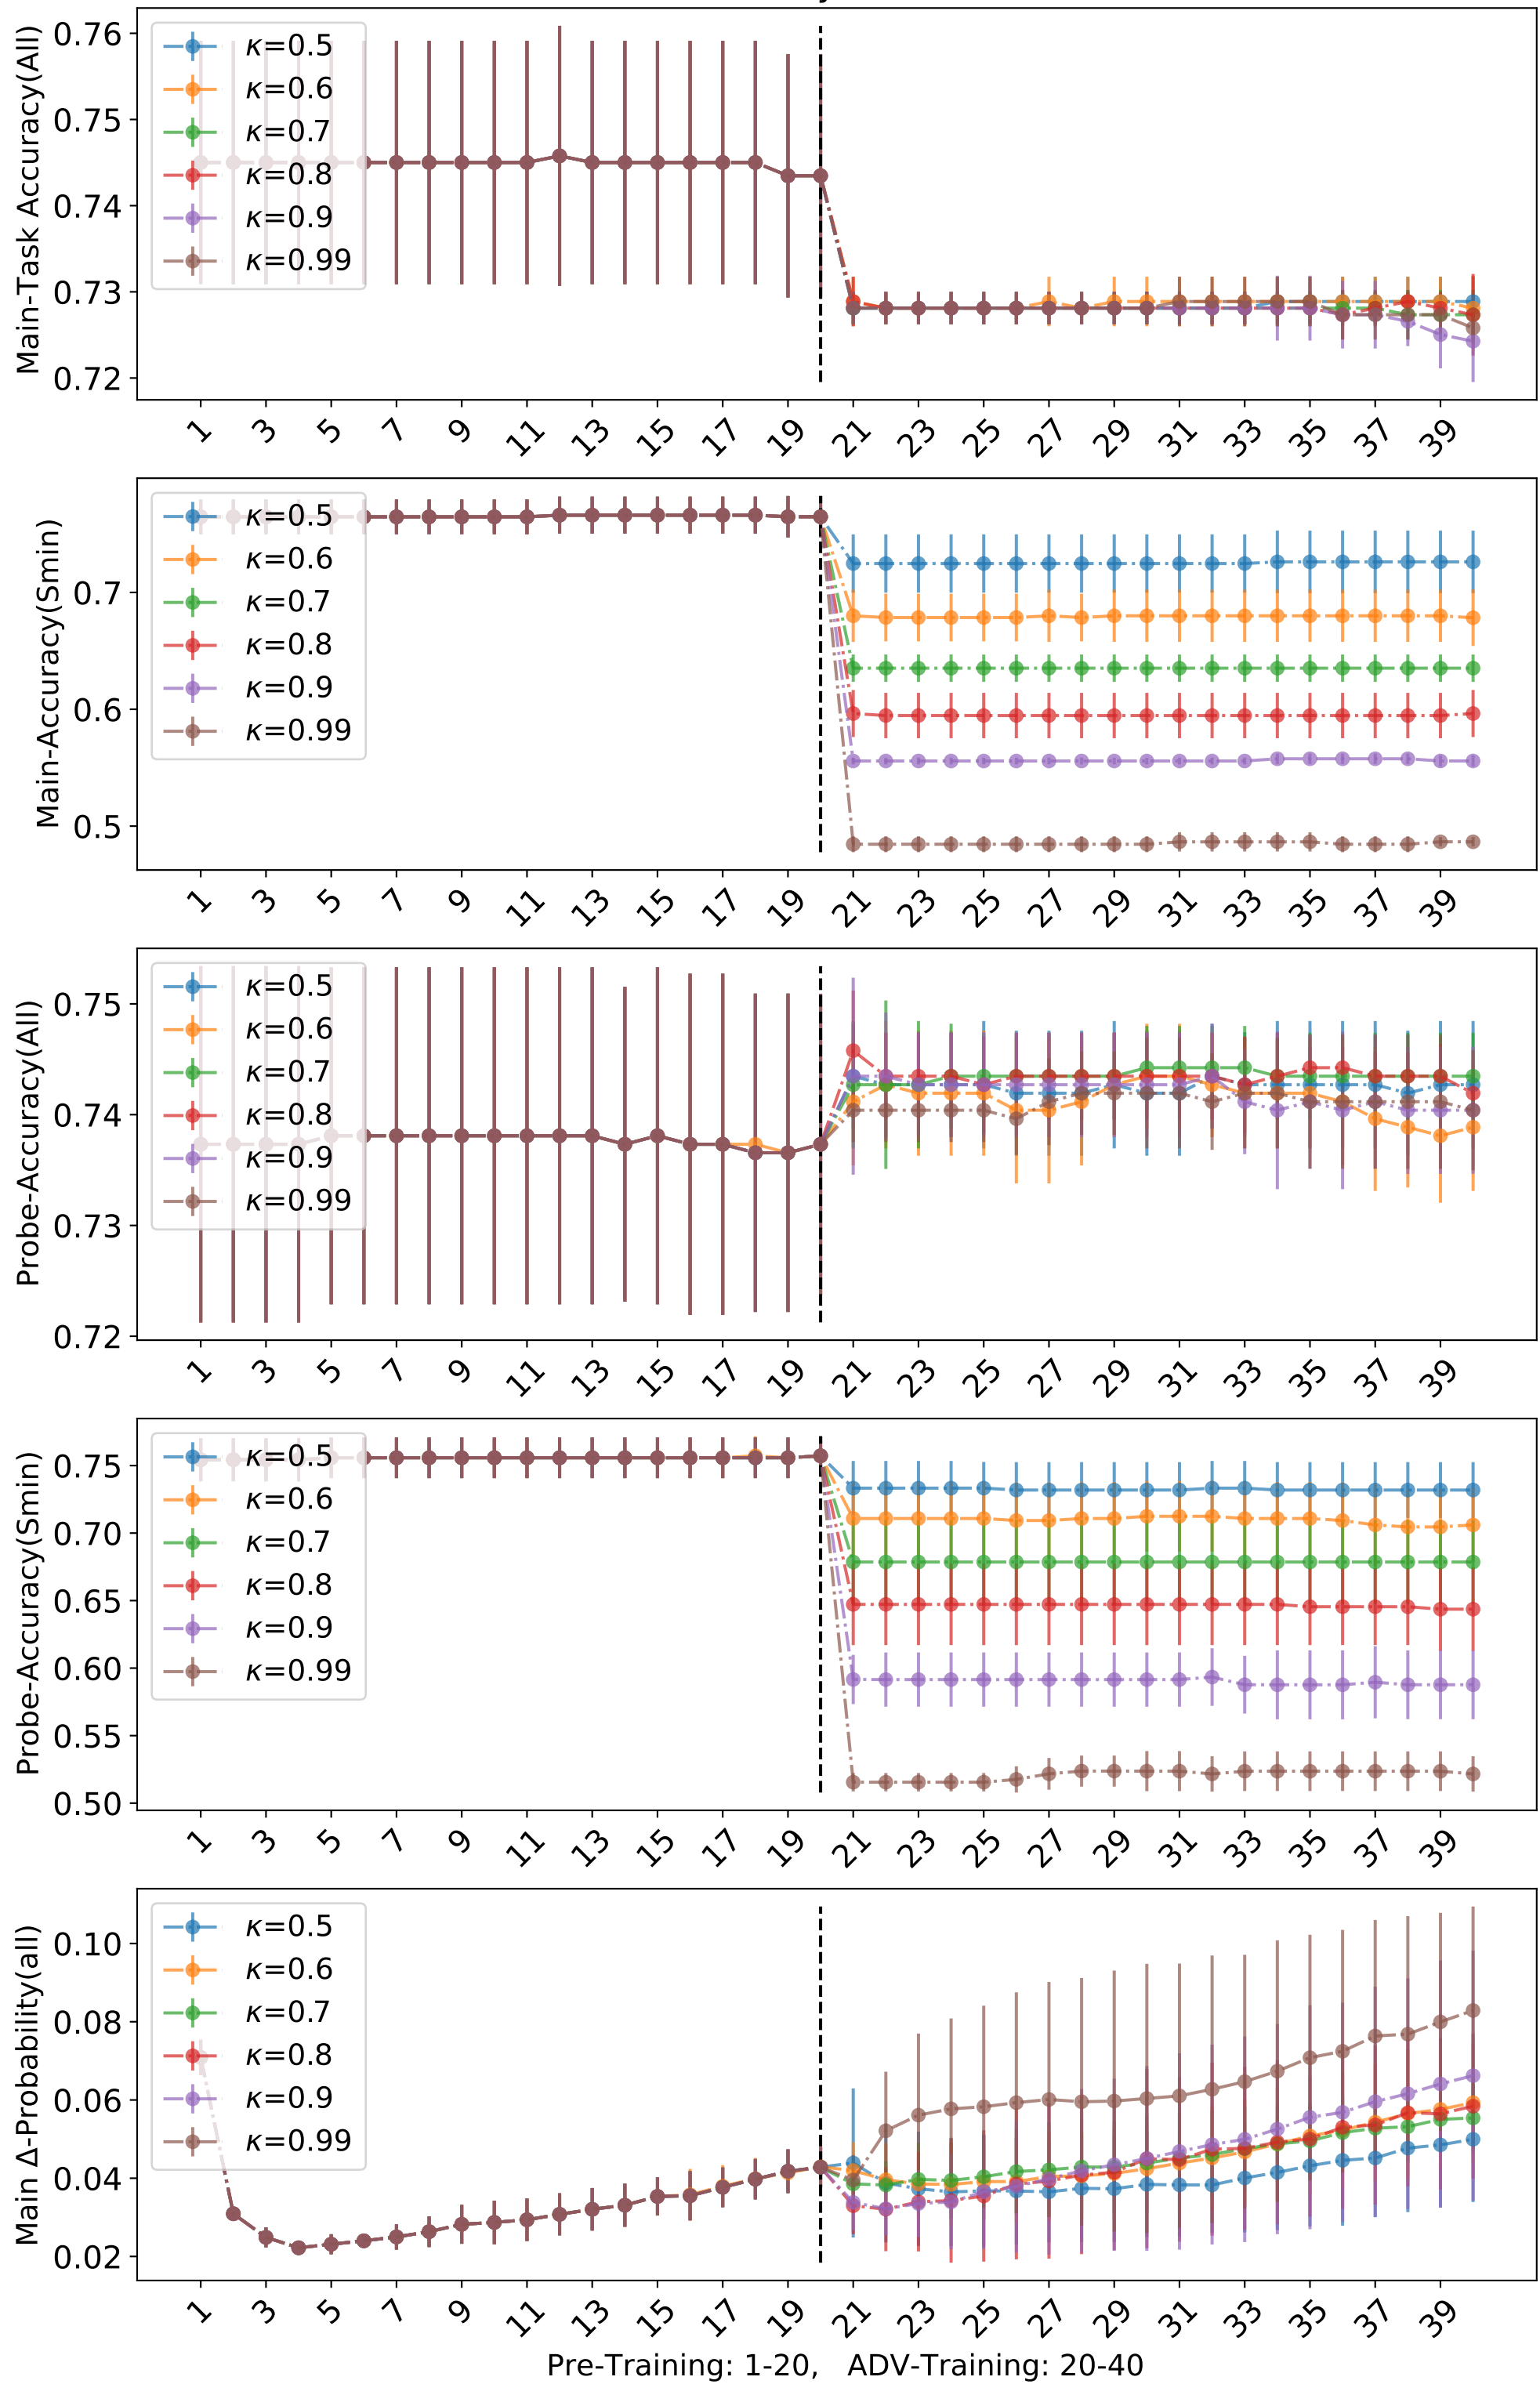 Main-Task Accuracy(All)
0.76
0.75
0.74
0.73
0.72
κ=0.5
κ=0.6
κ=0.7
κ=0.8
κ=0.9
κ=0.99
1 3 5 7 9 11 13 15 17 19 21 23 25 27 29 31 33 35 37 39
Main-Accuracy(Smin)
0.7
0.6
0.5
κ=0.5
κ=0.6
κ=0.7
κ=0.8
κ=0.9
κ=0.99
1 3 5 7 9 11 13 15 17 19 21 23 25 27 29 31 33 35 37 39
Probe-Accuracy(All)
0.75
0.74
0.73
0.72
κ=0.5
κ=0.6
κ=0.7
κ=0.8
κ=0.9
κ=0.99
1 3 5 7 9 11 13 15 17 19 21 23 25 27 29 31 33 35 37 39
Probe-Accuracy(Smin)
0.75
0.70
0.65
0.60
0.55
0.50
κ=0.5
κ=0.6
κ=0.7
κ=0.8
κ=0.9
κ=0.99
1 3 5 7 9 11 13 15 17 19 21 23 25 27 29 31 33 35 37 39
Main Δ-Probability(all)
0.10
0.08
0.06
0.04
0.02
κ=0.5
κ=0.6
κ=0.7
κ=0.8
κ=0.9
κ=0.99
1 3 5 7 9 11 13 15 17 19 21 23 25 27 29 31 33 35 37 39
Pre-Training: 1-20, ADV-Training: 20-40